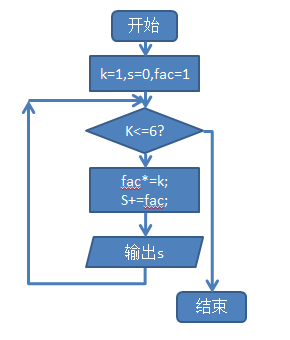 开始
k=1,s=0,fac=1
K<=6?
fac*=k;
S+=fac;
输出s
结束